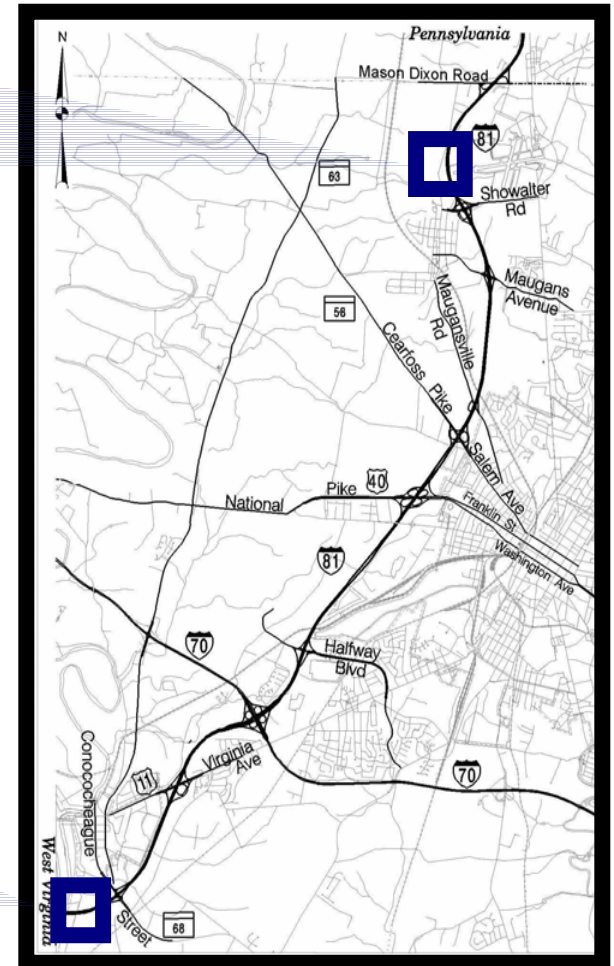 Pennsylvania
N
Mason Dixon Road
81
63
Showalter
Rd
Maugans
Avenue
Maugansville
Rd
58
Cearfoss Pike
Salem Ave
40
National Pike
Franklin St.
Washington Ave
81
70
Halfway
Blvd
Virginia
Ave
11
70
Conococheague
Street
West Virginia
68